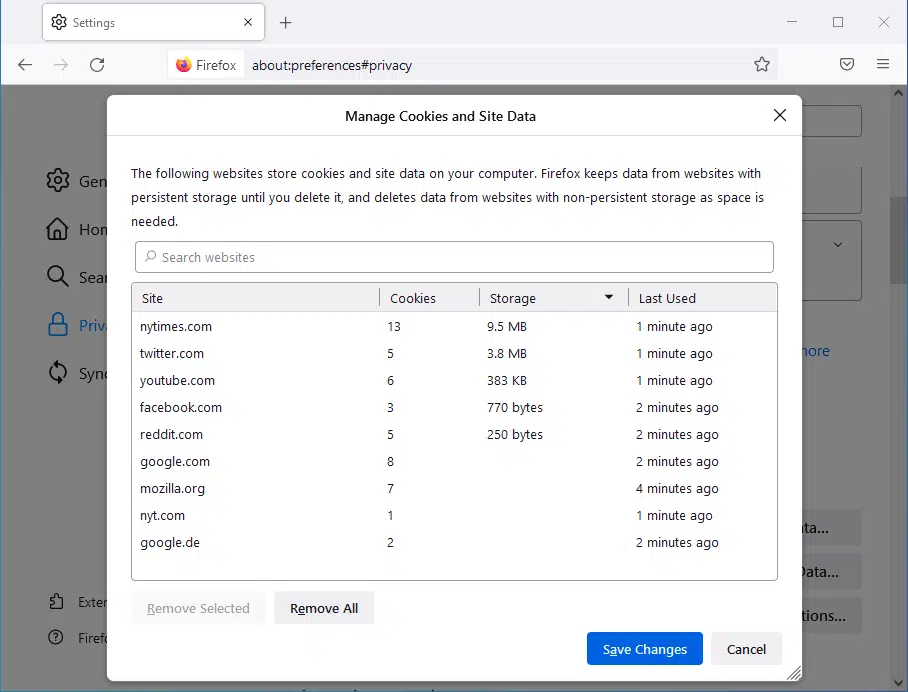 Settings
Firefox about:preferences#privacy
Manage Cookies and Site Data
The following websites store cookies and site data on your computer. Firefox keeps data from websites with
persistent storage until you delete it, and deletes data from websites with non-persistent storage as space is
needed.
Search websites
Site Cookies Storage Last Used
nytimes.com 13 9.5 MB 1 minute ago
twitter.com 5 3.8 MB 1 minute ago
youtube.com 6 383 KB 1 minute ago
facebook.com 3 770 bytes 2 minutes ago
reddit.com 5 250 bytes 2 minutes ago
google.com 8 2 minutes ago
mozilla.org 7 4 minutes ago
nyt.com 1 1 minute ago
google.de 2 2 minutes ago
Remove Selected Remove All
Save Changes Cancel
Gen
Hon
Sear
Priva
Sync
Exter
Firefo
more
ata...
Data...
tions...